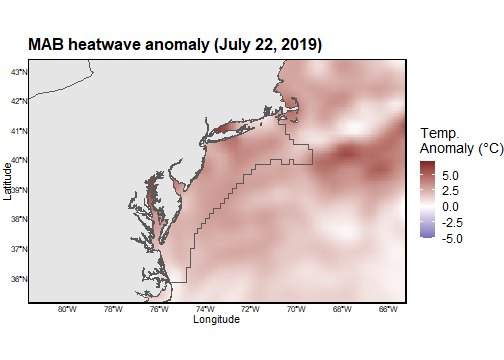 MAB heatwave anomaly (July 22, 2019)
43°N
42°N
41°N
40°N
39°N
38°N
37°N
36°N
Latitude
80°W 78°W 76°W 74°W 72°W 70°W 68°W 66°W
Longitude
Temp.
Anomaly (°C)
5.0
2.5
0.0
-2.5
-5.0